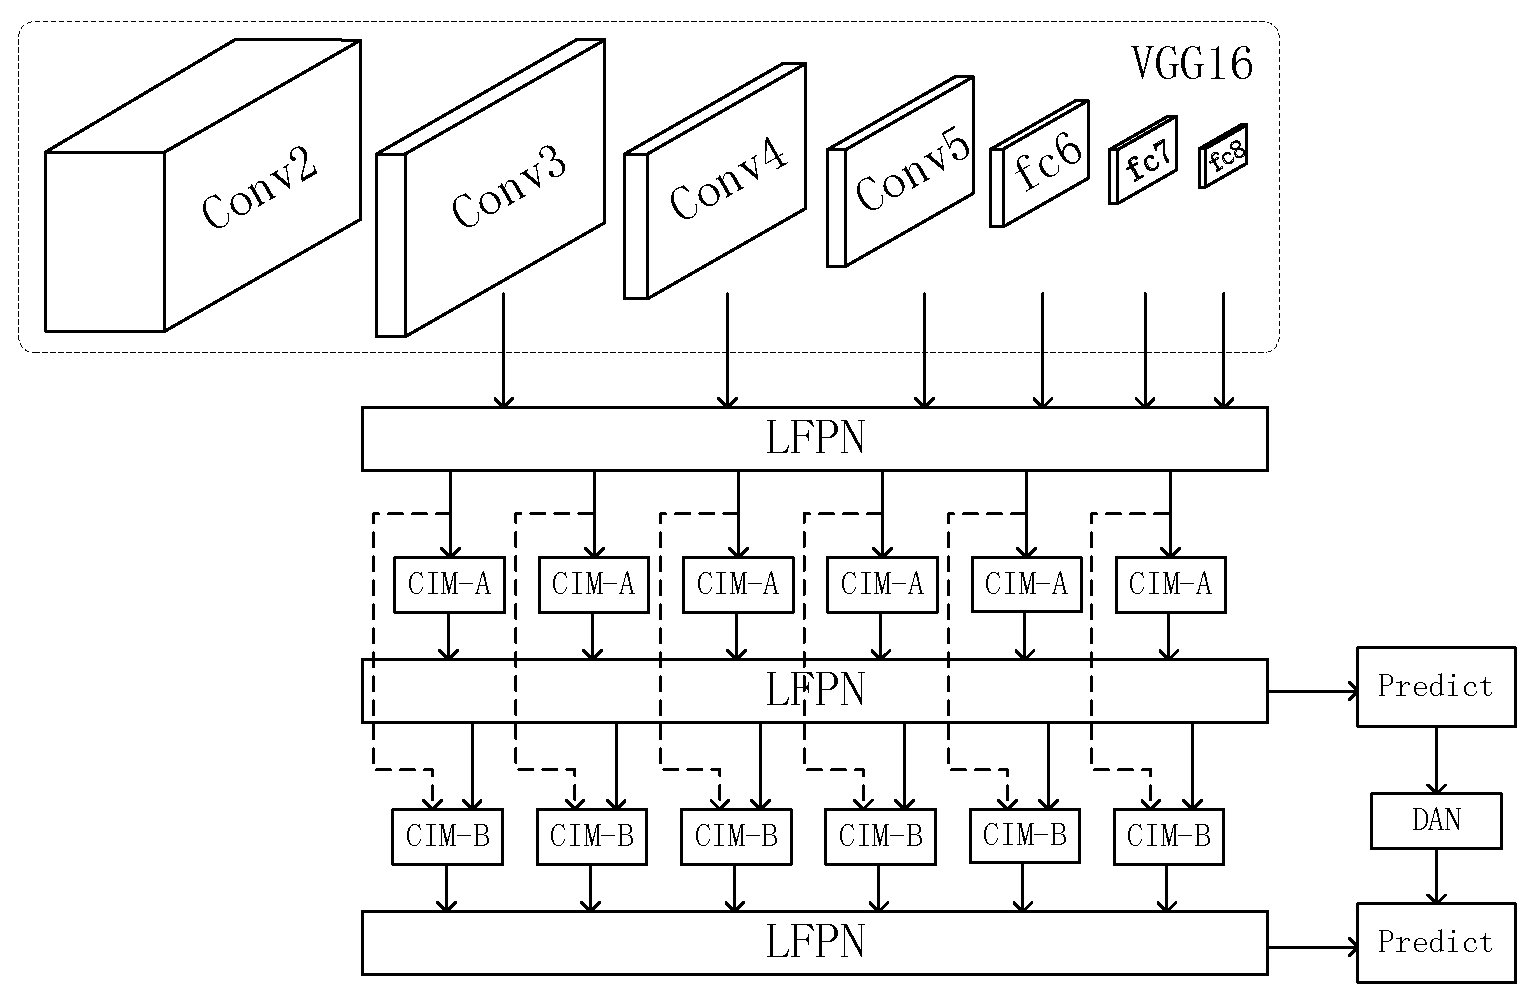 VGG16
Conv2
Conv3
Conv4
Conv5
fc6
fc7
fc8
LFPN
CIM-A CIM-A CIM-A CIM-A CIM-A CIM-A
LFPN
Predict
CIM-B CIM-B CIM-B CIM-B CIM-B CIM-B
DAN
LFPN
Predict